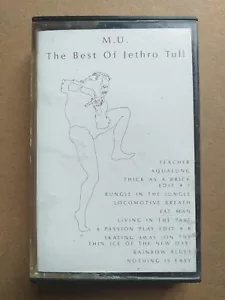 M.U.
The Best Of Jethro Tull
TEACHER
AQUALUNG
THICK AS A BRICK
EDIT # 1
BUNGLE IN THE JUNGLE
LOCOMOTIVE BREATH
FAT MAN
LIVING IN THE PAST
A PASSION PLAY EDIT # 8
SKATING AWAY (ON THE
THIN ICE OF THE NEW DAY)
RAINBOW BLUES
NOTHING IS EASY